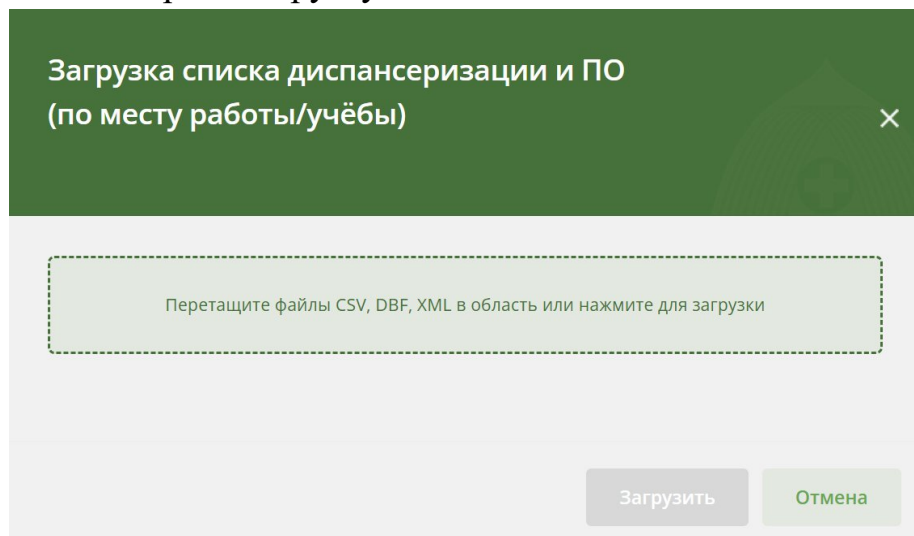 Загрузка списка диспансеризации и ПО
(по месту работы/учёбы)
Перетащите файлы CSV, DBF, XML в область или нажмите для загрузки
Загрузить
Отмена